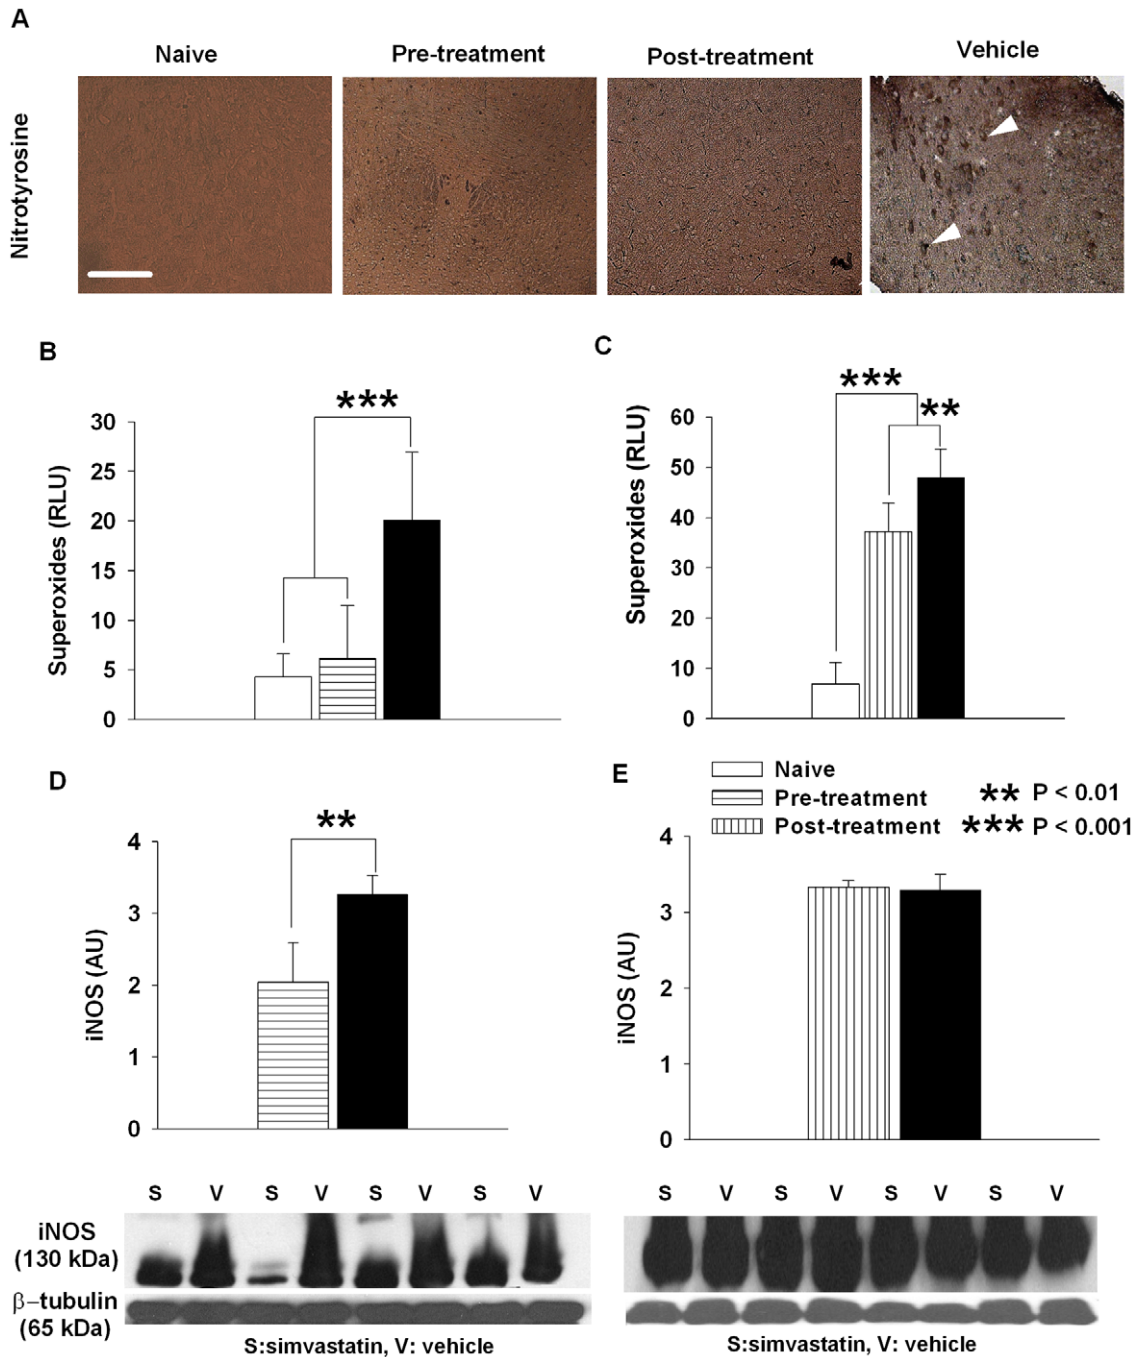 A
Naive Pre-treatment Post-treatment Vehicle
Nitrotyrosine
B
***
30
25
20
15
10
5
0
Superoxides (RLU)
C
***
**
60
50
40
30
20
10
0
Superoxides (RLU)
D
**
4
3
2
1
0
iNOS (AU)
E
Naive
Pre-treatment
Post-treatment
** P < 0.01
*** P < 0.001
4
3
2
1
0
iNOS (AU)
S V S V S V S V
iNOS
(130 kDa)
β–tubulin
(65 kDa)
S:simvastatin, V: vehicle
S V S V S V S V
S:simvastatin, V: vehicle